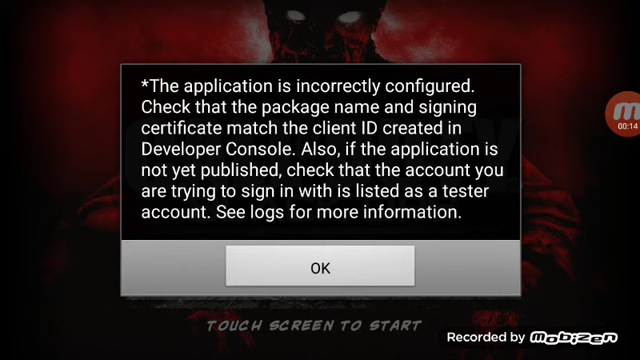 *The application is incorrectly configured.
Check that the package name and signing
certificate match the client ID created in
Developer Console. Also, if the application is
not yet published, check that the account you
are trying to sign in with is listed as a tester
account. See logs for more information.
m
00:14
OK
TOUCH SCREEN TO START
Recorded by mobizen